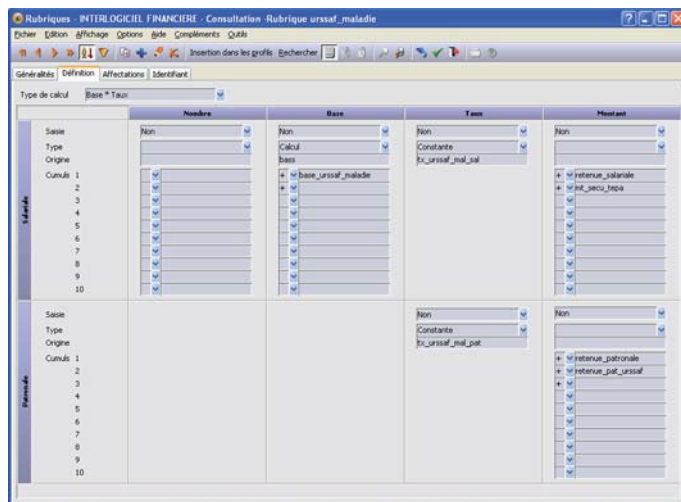 Rubriques - INTERLOGICIEL FINANCIERE - Consultation -Rubrique urssaf_maladie
Fichier Edition Affichage Options Aide Compléments Outils
Insertion dans les profils Rechercher
Généralités Définition Affectations Identifiant
Type de calcul Base * Taux
Nombre Base Taux Montant
Salariale
Saisie Non Non Non Non
Type Calcul Constante
Origine bass tx_urssaf_mal_sal
Cumuls 1 + base_urssaf_maladie + retenue_salariale
2 + + mt_secu_tepa
3
4
5
6
7
8
9
10
Patronale
Saisie Non Non
Type Constante
Origine tx_urssaf_mal_pat
Cumuls 1 + retenue_patronale
2 + retenue_pat_urssaf
3 +
4
5
6
7
8
9
10